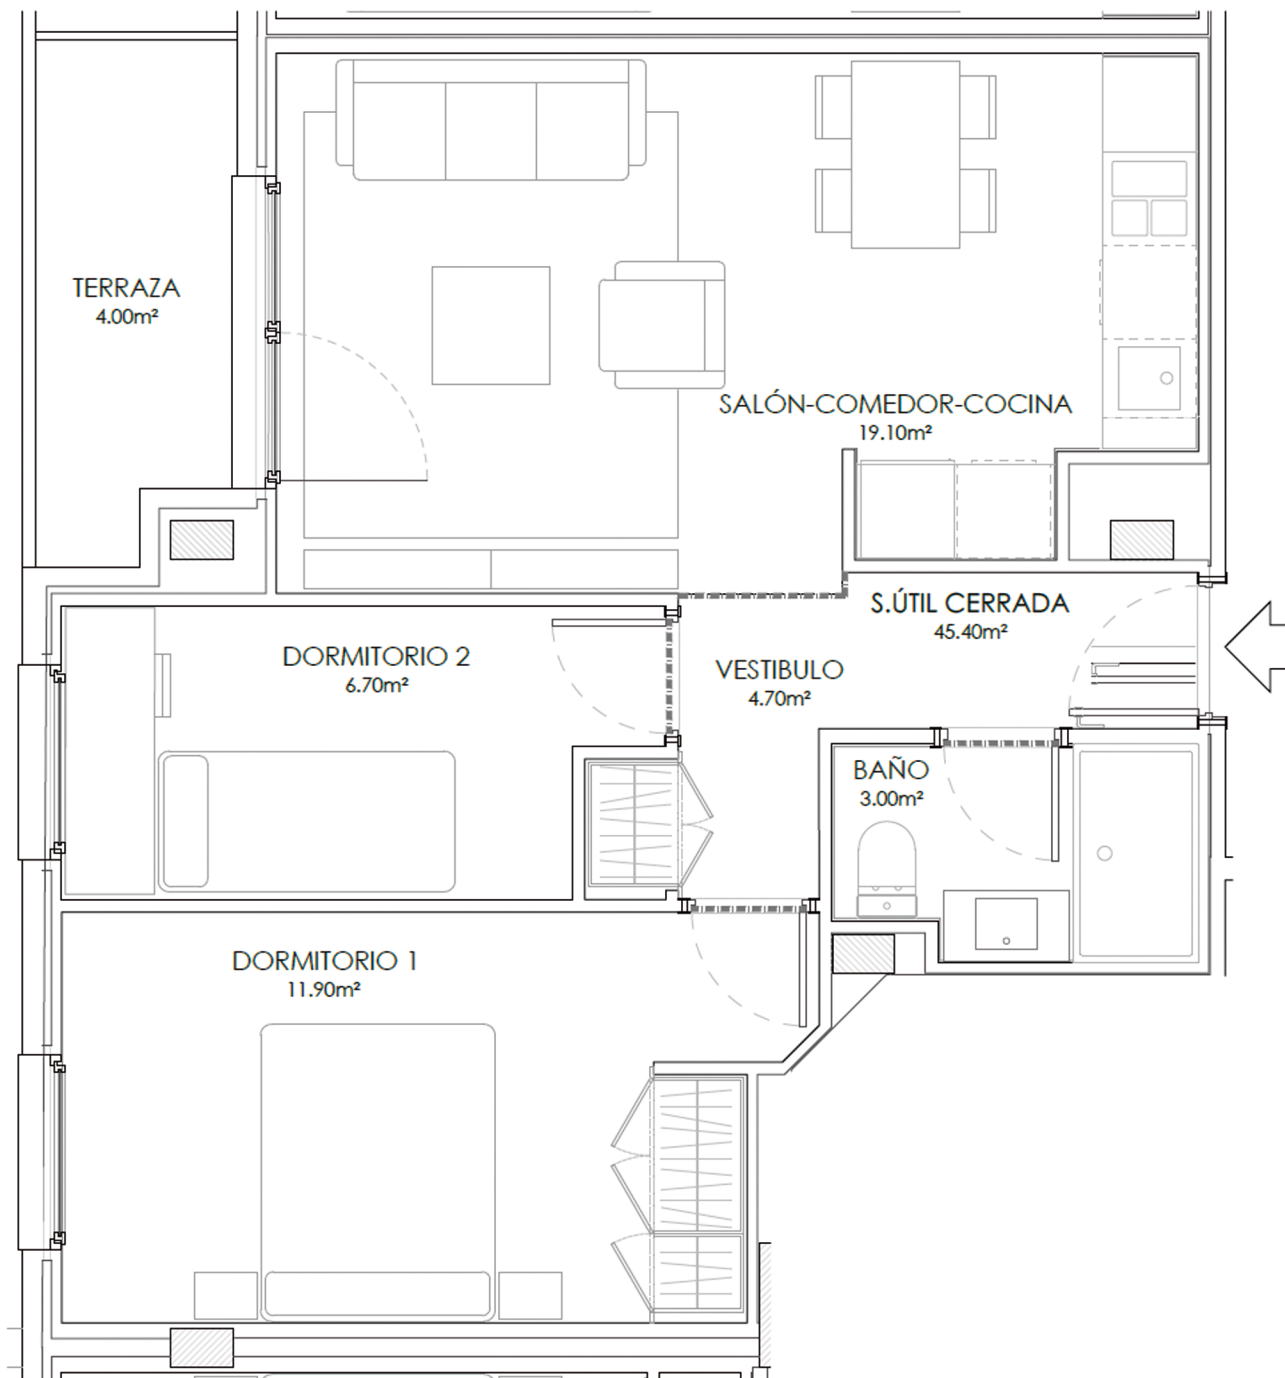 TERRAZA
4.00m²
SALÓN-COMEDOR-COCINA
19.10m²
S.ÚTIL CERRADA
45.40m²
DORMITORIO 2
6.70m²
VESTIBULO
4.70m²
BAÑO
3.00m²
DORMITORIO 1
11.90m²